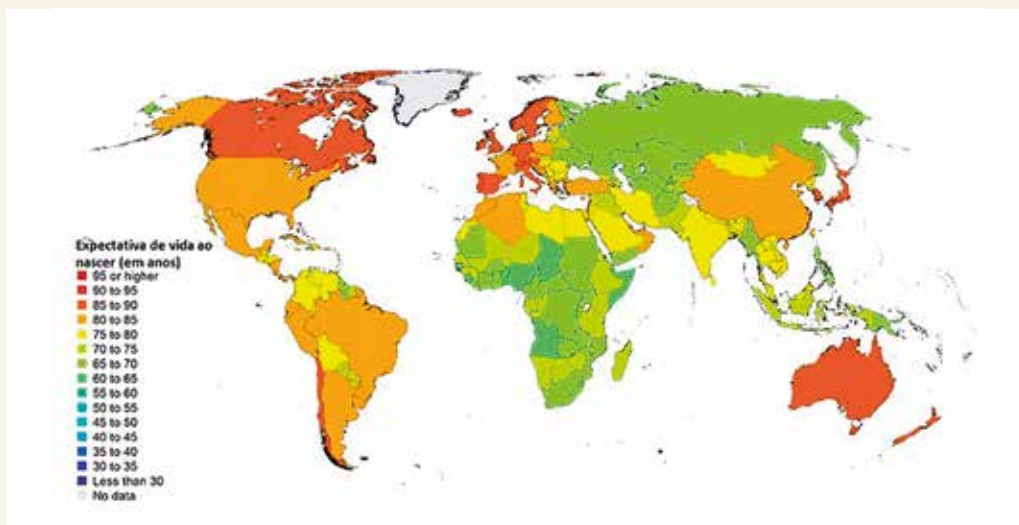 Expectativa de vida ao
nascer (em anos)
95 or higher
90 to 95
85 to 90
80 to 85
75 to 80
70 to 75
65 to 70
60 to 65
55 to 60
50 to 55
45 to 50
40 to 45
35 to 40
30 to 35
Less than 30
No data